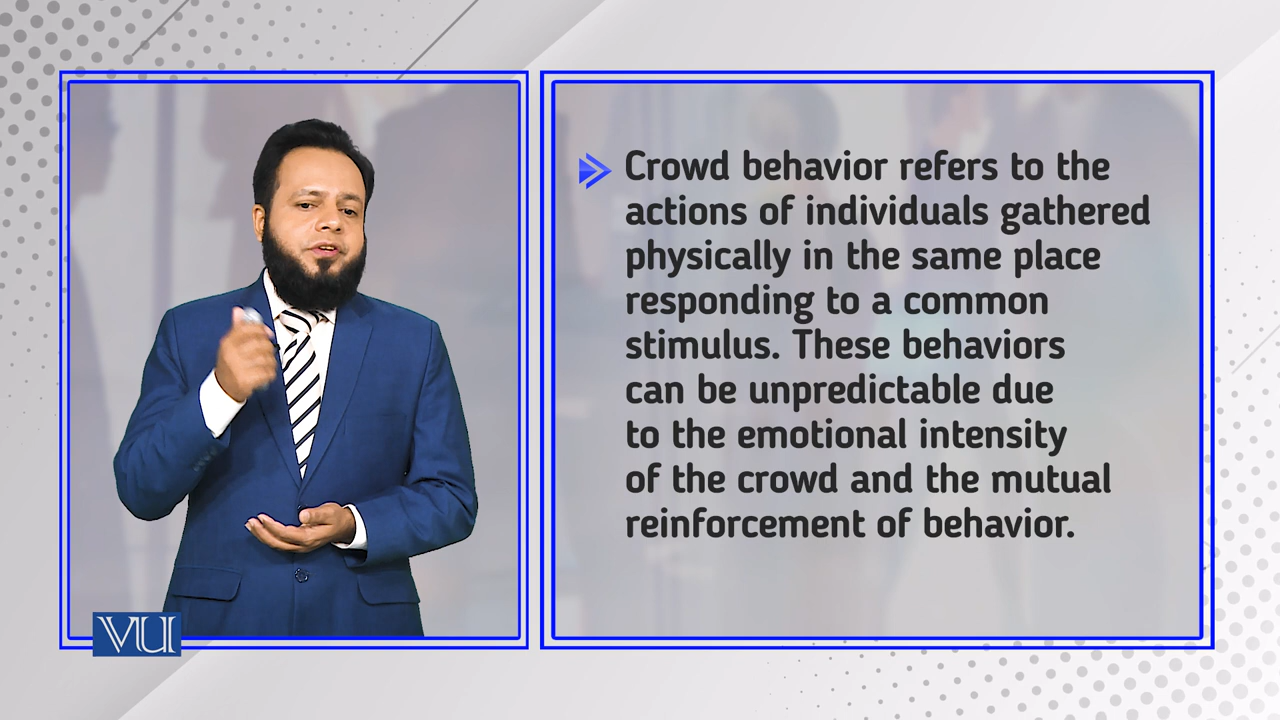 Crowd behavior refers to the
actions of individuals gathered
physically in the same place
responding to a common
stimulus. These behaviors
can be unpredictable due
to the emotional intensity
of the crowd and the mutual
reinforcement of behavior.
VU